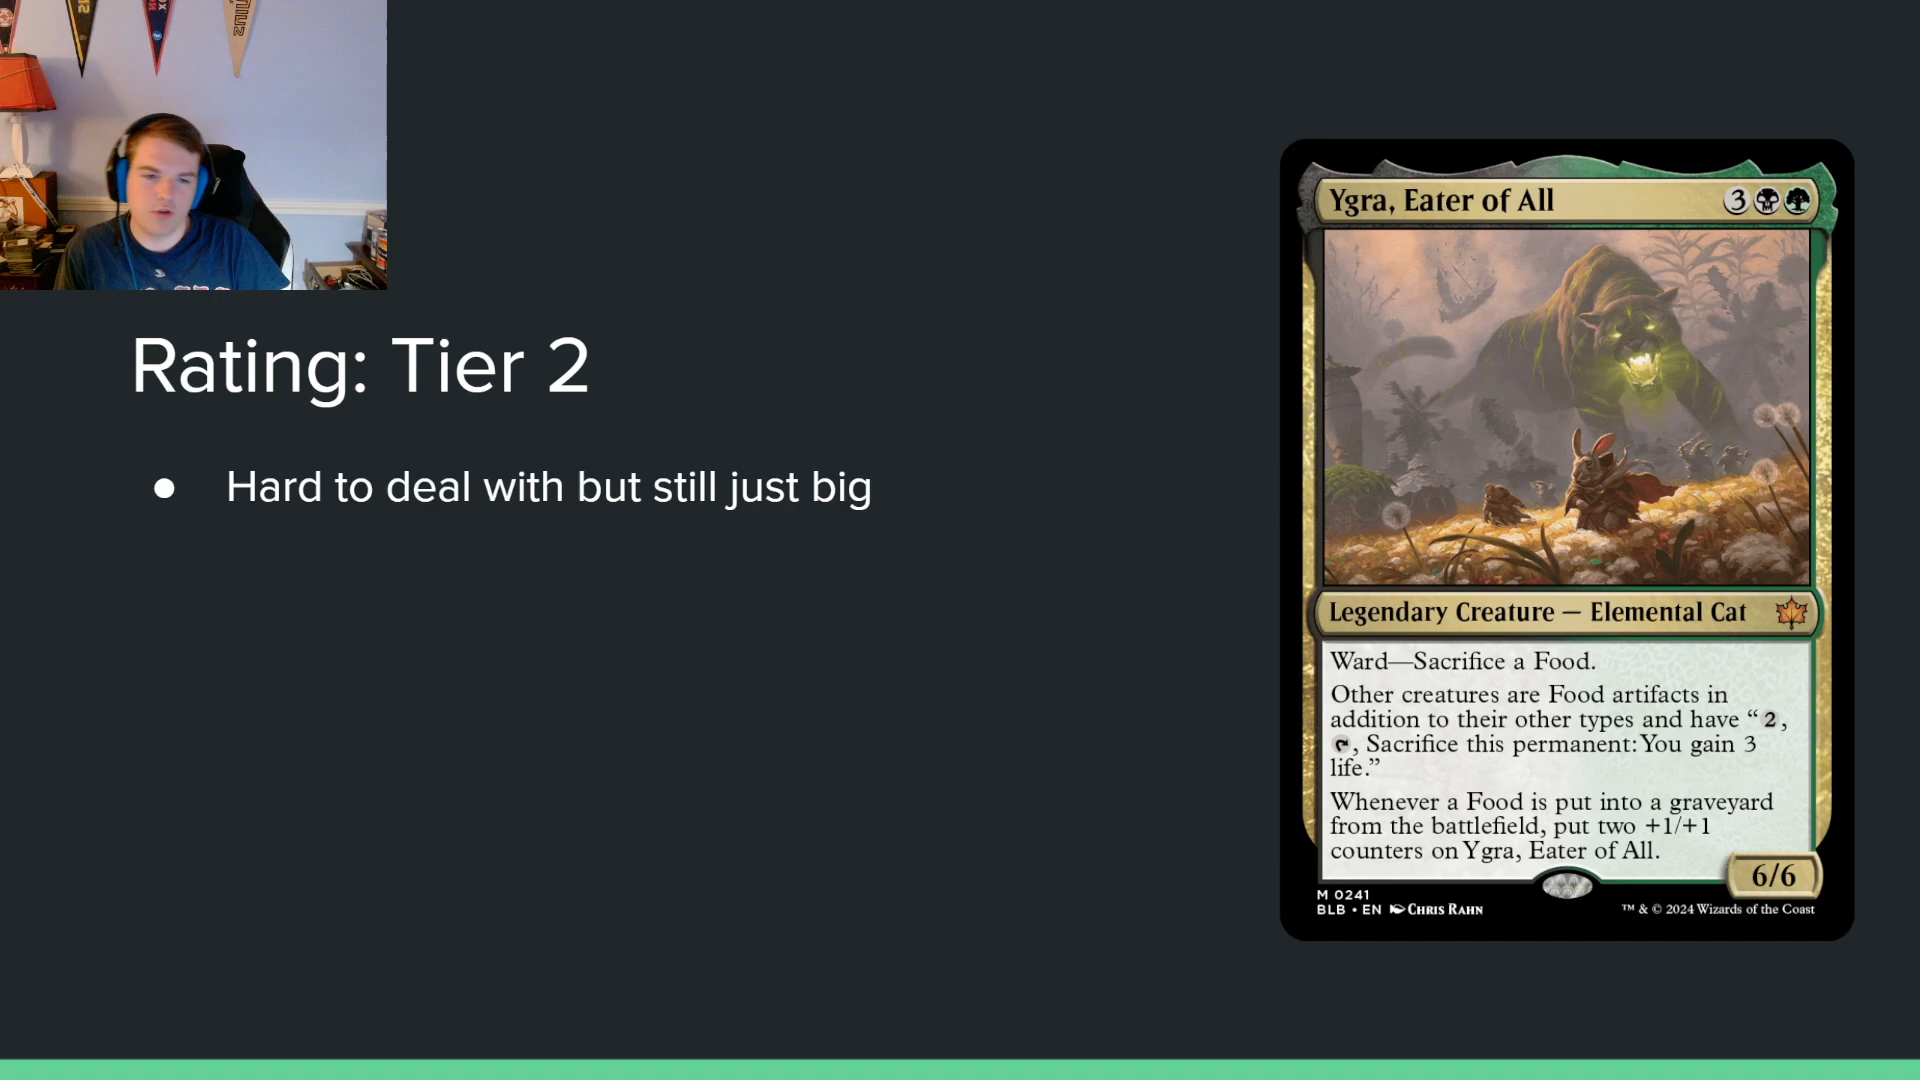 Rating: Tier 2
● Hard to deal with but still just big
Ygra, Eater of All
3
Legendary Creature — Elemental Cat
Ward—Sacrifice a Food.
Other creatures are Food artifacts in
addition to their other types and have “2,
, Sacrifice this permanent: You gain 3
life.”
Whenever a Food is put into a graveyard
from the battlefield, put two +1/+1
counters on Ygra, Eater of All.
6/6
M 0241
BLB • EN CHRIS RAHN
™ & © 2024 Wizards of the Coast